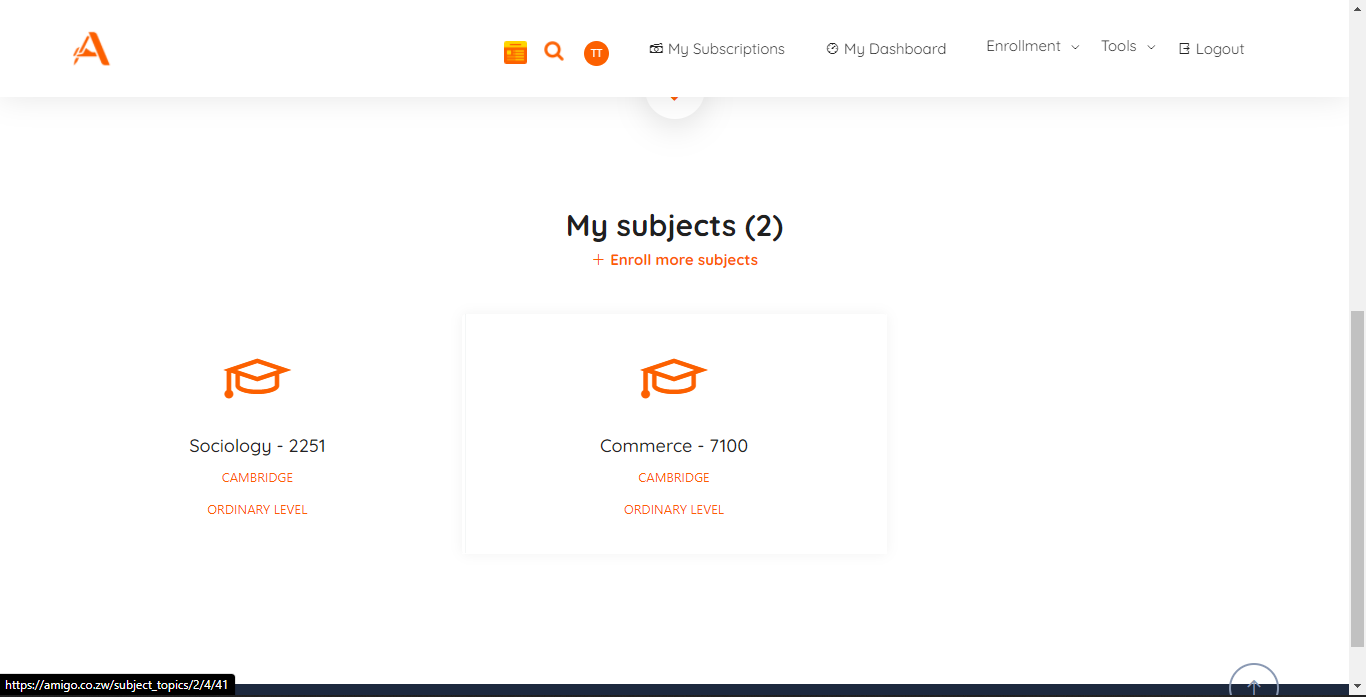 TT
My Subscriptions
My Dashboard
Enrollment
Tools
Logout
My subjects (2)
+ Enroll more subjects
Sociology - 2251
CAMBRIDGE
ORDINARY LEVEL
Commerce - 7100
CAMBRIDGE
ORDINARY LEVEL
https://amigo.co.zw/subject_topics/2/4/41